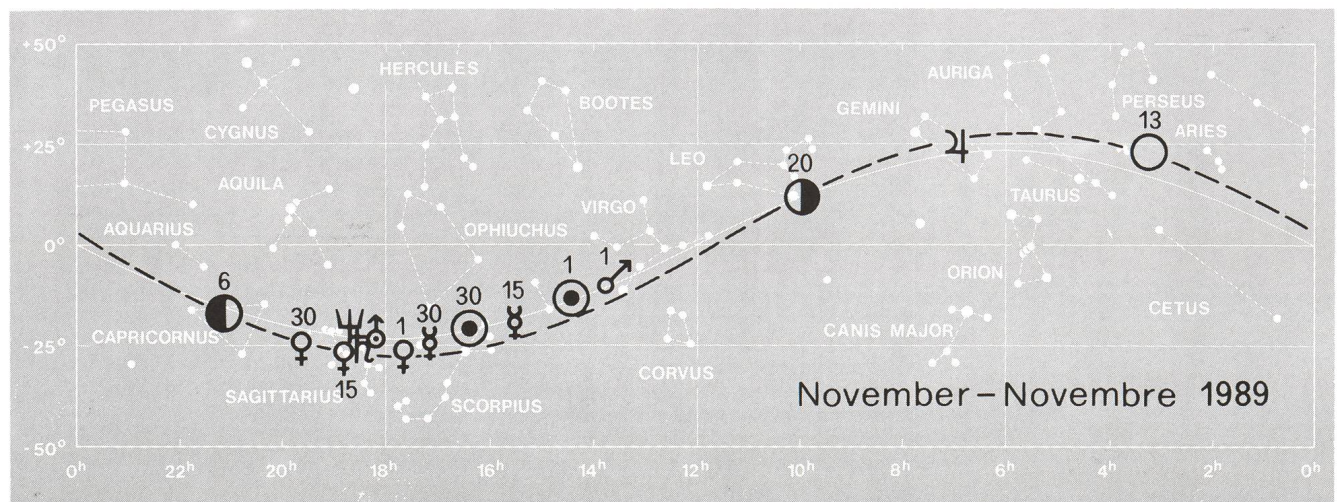 +50°
HERCULES
AURIGA
PEGASUS
CYGNUS
BOOTES
GEMINI
PERSEUS
13
ARIES
+25°
LEO
20
AQUILA
TAURUS
VIRGO
AQUARIUS
OPHIUCHUS
0°
6
1
1
ORION
30
30
1
30
15
CETUS
CAPRICORNUS
CANIS MAJOR
-25°
15
CORVUS
SAGITTARIUS
SCORPIUS
November – Novembre 1989
-50°
0h 22h 20h 18h 16h 14h 12h 10h 8h 6h 4h 2h 0h